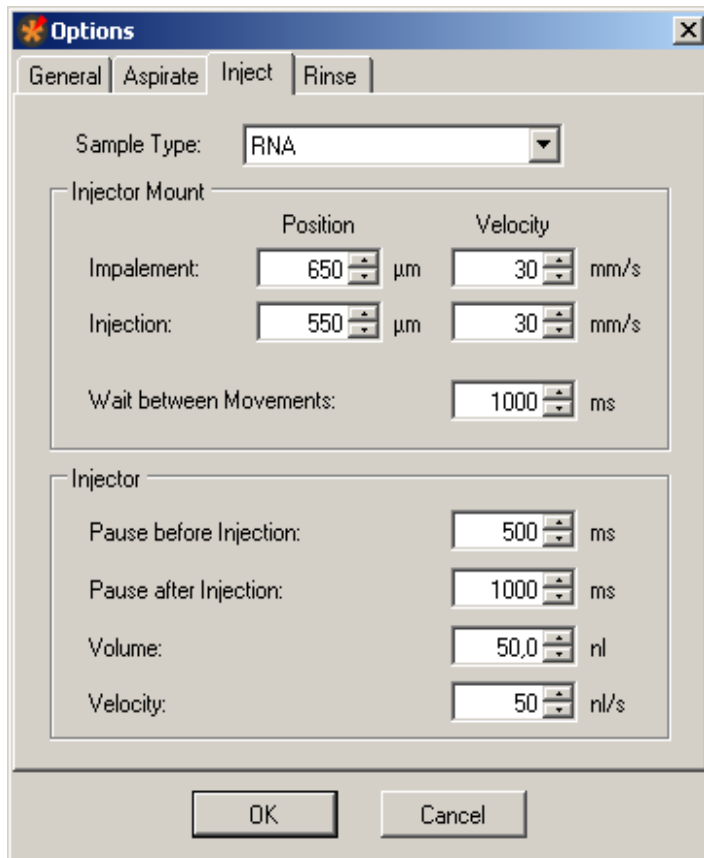 Options
General Aspirate Inject Rinse
Sample Type: RNA
Injector Mount
Position Velocity
Impalement: 650 µm 30 mm/s
Injection: 550 µm 30 mm/s
Wait between Movements: 1000 ms
Injector
Pause before Injection: 500 ms
Pause after Injection: 1000 ms
Volume: 50,0 nl
Velocity: 50 nl/s
OK Cancel